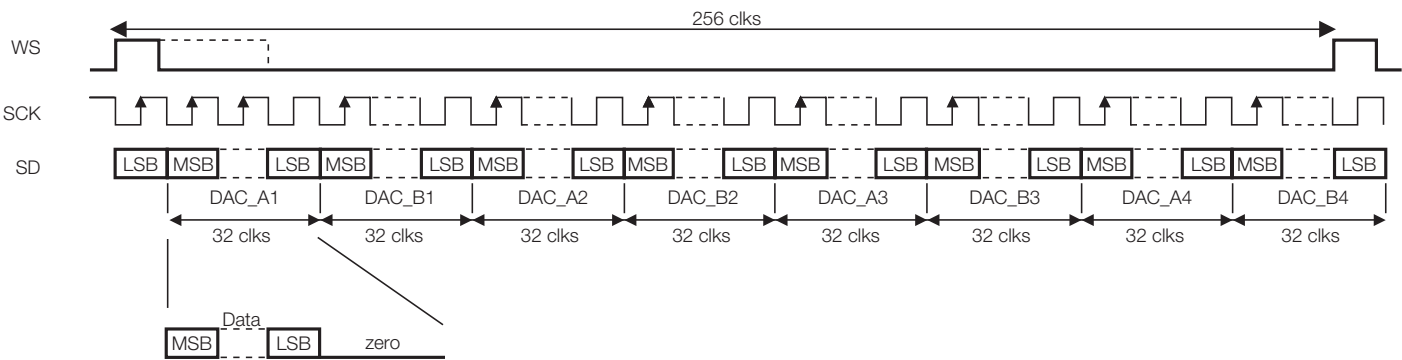 256 clks
WS
SCK
SD
LSB MSB LSB MSB LSB MSB LSB MSB LSB MSB LSB MSB LSB MSB LSB MSB LSB
DAC_A1 DAC_B1 DAC_A2 DAC_B2 DAC_A3 DAC_B3 DAC_A4 DAC_B4
32 clks 32 clks 32 clks 32 clks 32 clks 32 clks 32 clks 32 clks
Data
MSB LSB zero